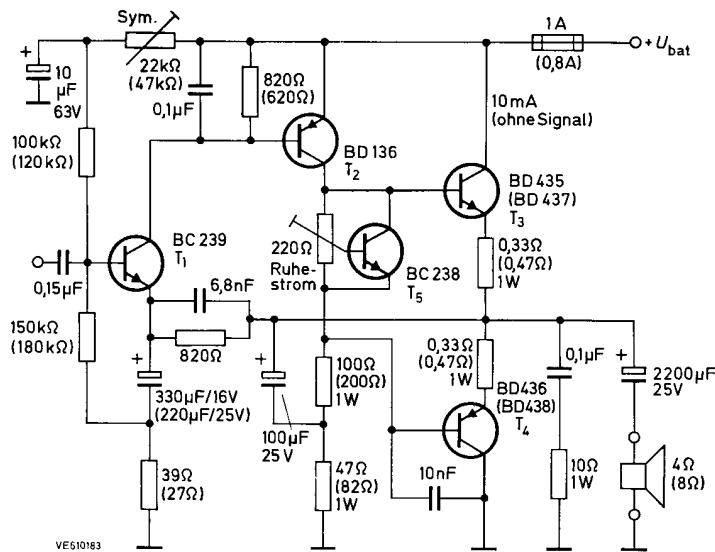 Sym.
22kΩ
(47kΩ)
1A
(0,8A)
+ Ubat
+
10
µF
63V
0,1µF
820Ω
(620Ω)
10mA
(ohne Signal)
100kΩ
(120kΩ)
BD 136
T2
BD 435
(BD 437)
T3
BC 239
T1
220Ω
Ruhe-
strom
BC 238
T5
0,33Ω
(0,47Ω)
1W
0,15µF
6,8nF
150kΩ
(180kΩ)
820Ω
+
330µF/16V
(220µF/25V)
+
100µF
25V
100Ω
(200Ω)
1W
0,33Ω
(0,47Ω)
1W
BD436
(BD438)
T4
0,1µF
+
2200µF
25V
39Ω
(27Ω)
47Ω
(82Ω)
1W
10nF
10Ω
1W
4Ω
(8Ω)
VE610183